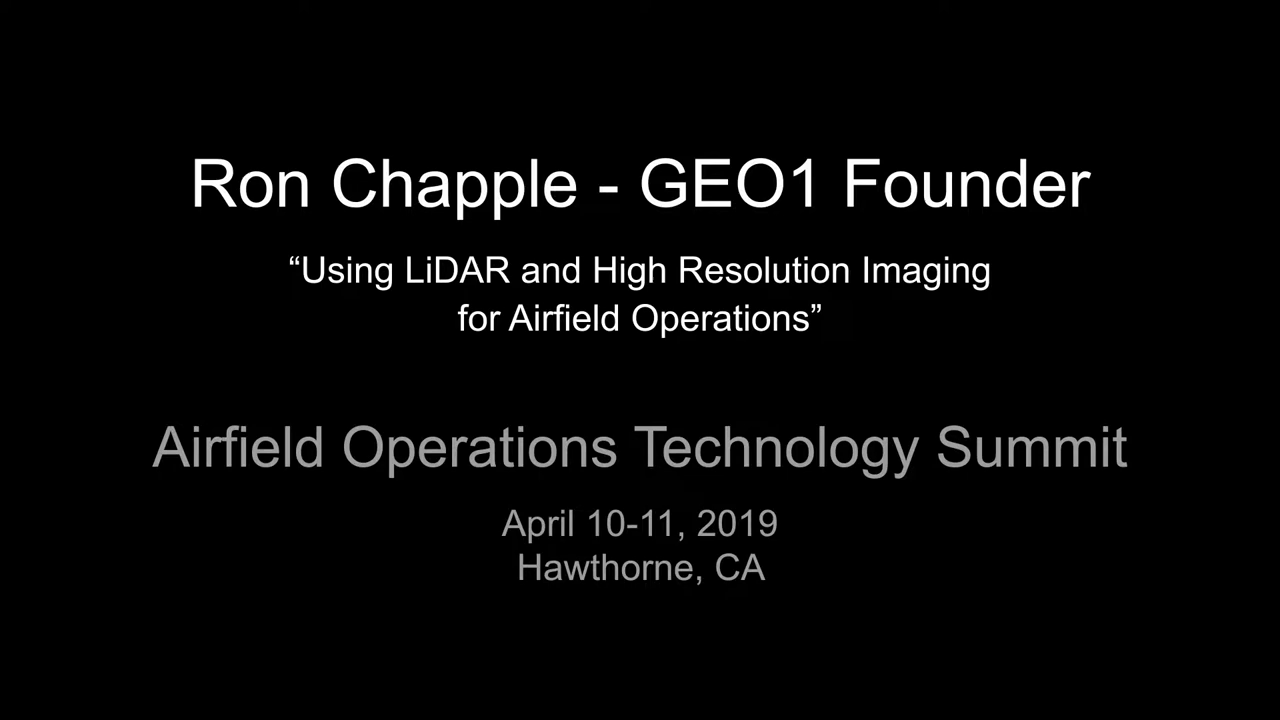 Ron Chapple - GEO1 Founder
“Using LiDAR and High Resolution Imaging
for Airfield Operations”
Airfield Operations Technology Summit
April 10-11, 2019
Hawthorne, CA